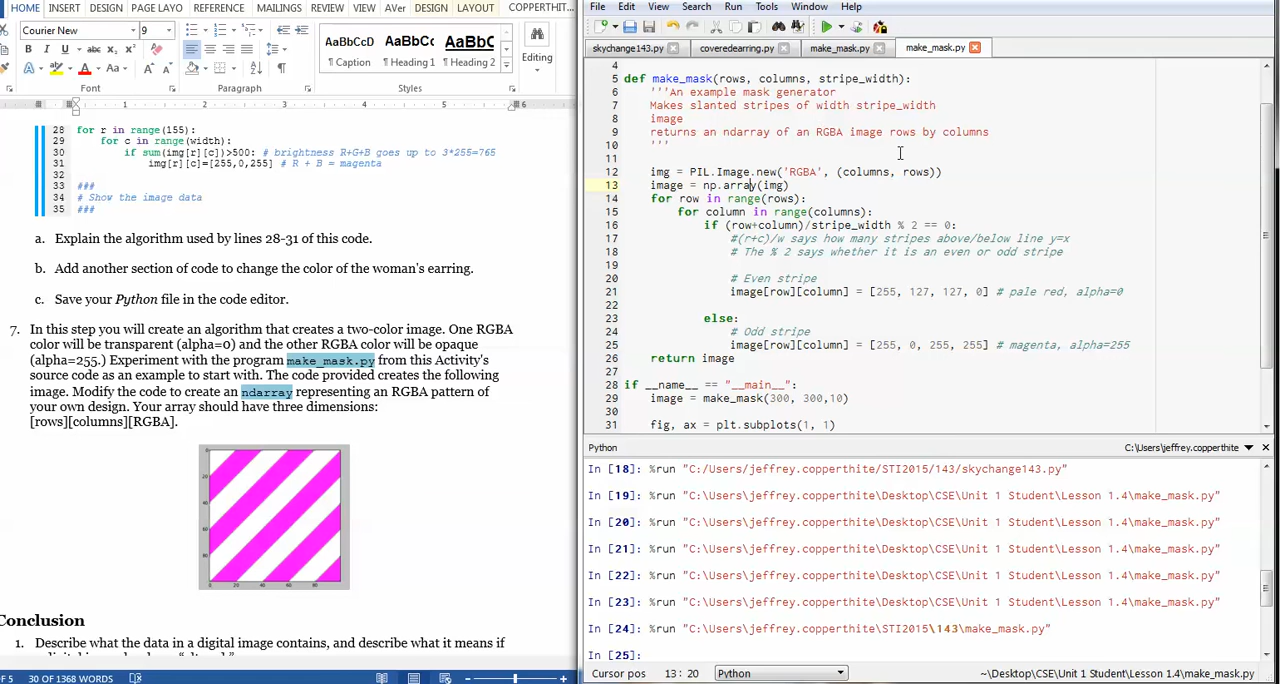 HOME INSERT DESIGN PAGE LAYO REFERENCE MAILINGS REVIEW VIEW AVer DESIGN LAYOUT COPPERTHIT
Courier New 9
B I U abc x₂ x² AaBbCcD AaBbC AaBbC
A ab A Aa A A ¶ Caption ¶ Heading 1 ¶ Heading 2 Editing
Font Paragraph Styles
1 2 3 4 5 6
28 for r in range(155):
29 for c in range(width):
30 if sum(img[r][c])>500: # brightness R+G+B goes up to 3*255=765
31 img[r][c]=[255,0,255] # R + B = magenta
32
33 ###
34 # Show the image data
35 ###
a. Explain the algorithm used by lines 28-31 of this code.
b. Add another section of code to change the color of the woman's earring.
c. Save your Python file in the code editor.
7. In this step you will create an algorithm that creates a two-color image. One RGBA
color will be transparent (alpha=0) and the other RGBA color will be opaque
(alpha=255.) Experiment with the program make_mask.py from this Activity's
source code as an example to start with. The code provided creates the following
image. Modify the code to create an ndarray representing an RGBA pattern of
your own design. Your array should have three dimensions:
[rows][columns][RGBA].
Conclusion
1. Describe what the data in a digital image contains, and describe what it means if
OF 5 30 OF 1368 WORDS
File Edit View Search Run Tools Window Help
skychange143.py coveredearring.py make_mask.py make_mask.py
4
5 def make_mask(rows, columns, stripe_width):
6 '''An example mask generator
7 Makes slanted stripes of width stripe_width
8 image
9 returns an ndarray of an RGBA image rows by columns
10 '''
11
12 img = PIL.Image.new('RGBA', (columns, rows))
13 image = np.array(img)
14 for row in range(rows):
15 for column in range(columns):
16 if (row+column)/stripe_width % 2 == 0:
17 #(r+c)/w says how many stripes above/below line y=x
18 # The % 2 says whether it is an even or odd stripe
19
20 # Even stripe
21 image[row][column] = [255, 127, 127, 0] # pale red, alpha=0
22
23 else:
24 # Odd stripe
25 image[row][column] = [255, 0, 255, 255] # magenta, alpha=255
26 return image
27
28 if __name__ == "__main__":
29 image = make_mask(300, 300,10)
30
31 fig, ax = plt.subplots(1, 1)
Python C:\Users\jeffrey.copperthite
In [18]: %run "C:/Users/jeffrey.copperthite/STI2015/143/skychange143.py"
In [19]: %run "C:\Users\jeffrey.copperthite\Desktop\CSE\Unit 1 Student\Lesson 1.4\make_mask.py"
In [20]: %run "C:\Users\jeffrey.copperthite\Desktop\CSE\Unit 1 Student\Lesson 1.4\make_mask.py"
In [21]: %run "C:\Users\jeffrey.copperthite\Desktop\CSE\Unit 1 Student\Lesson 1.4\make_mask.py"
In [22]: %run "C:\Users\jeffrey.copperthite\Desktop\CSE\Unit 1 Student\Lesson 1.4\make_mask.py"
In [23]: %run "C:\Users\jeffrey.copperthite\Desktop\CSE\Unit 1 Student\Lesson 1.4\make_mask.py"
In [24]: %run "C:\Users\jeffrey.copperthite\STI2015\143\make_mask.py"
In [25]:
Cursor pos 13 : 20 Python ~\Desktop\CSE\Unit 1 Student\Lesson 1.4\make_mask.py